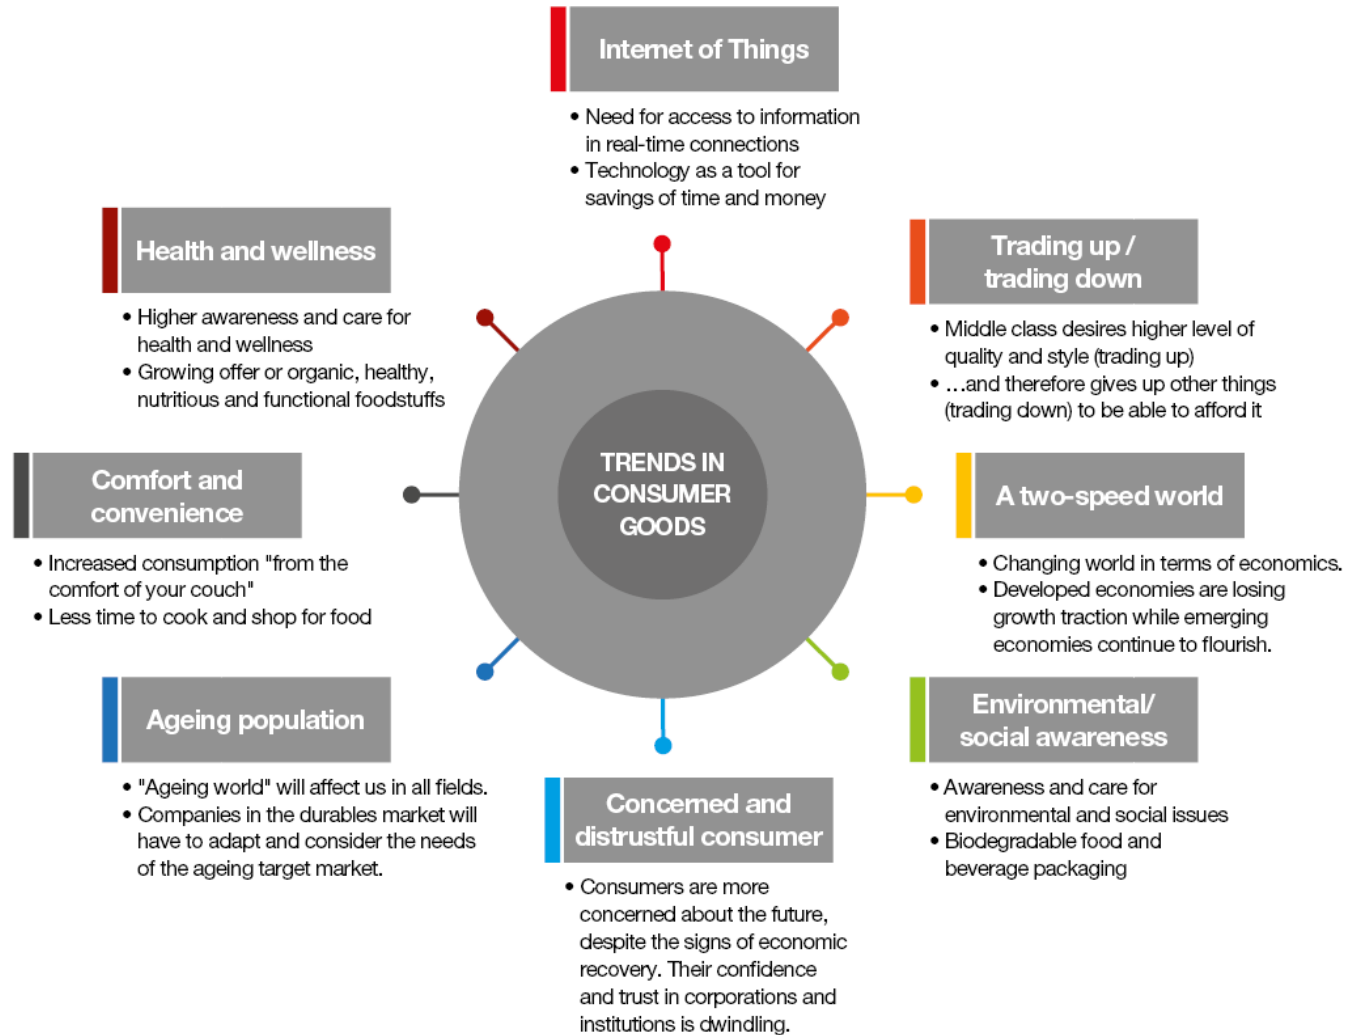 Internet of Things
• Need for access to information
in real-time connections
• Technology as a tool for
savings of time and money
Trading up /
trading down
• Middle class desires higher level of
quality and style (trading up)
• ...and therefore gives up other things
(trading down) to be able to afford it
A two-speed world
• Changing world in terms of economics.
• Developed economies are losing
growth traction while emerging
economies continue to flourish.
Environmental/
social awareness
• Awareness and care for
environmental and social issues
• Biodegradable food and
beverage packaging
Concerned and
distrustful consumer
• Consumers are more
concerned about the future,
despite the signs of economic
recovery. Their confidence
and trust in corporations and
institutions is dwindling.
Ageing population
• "Ageing world" will affect us in all fields.
• Companies in the durables market will
have to adapt and consider the needs
of the ageing target market.
Comfort and
convenience
• Increased consumption "from the
comfort of your couch"
• Less time to cook and shop for food
Health and wellness
• Higher awareness and care for
health and wellness
• Growing offer or organic, healthy,
nutritious and functional foodstuffs
TRENDS IN
CONSUMER
GOODS